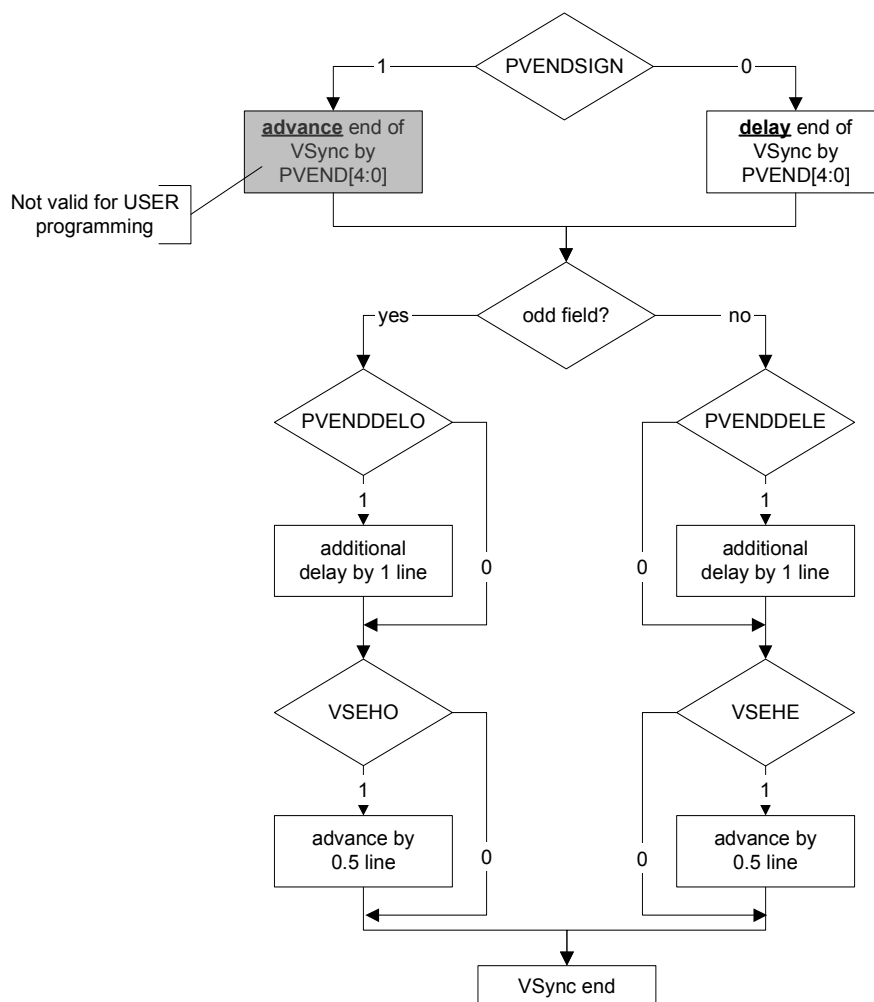 PVENDSIGN
1
0
advance end of
VSync by
PVEND[4:0]
delay end of
VSync by
PVEND[4:0]
Not valid for USER
programming
odd field?
yes
no
PVENDDELO
PVENDDELE
1
1
additional
delay by 1 line
0
0
additional
delay by 1 line
VSEHO
VSEHE
1
1
advance by
0.5 line
0
0
advance by
0.5 line
VSync end